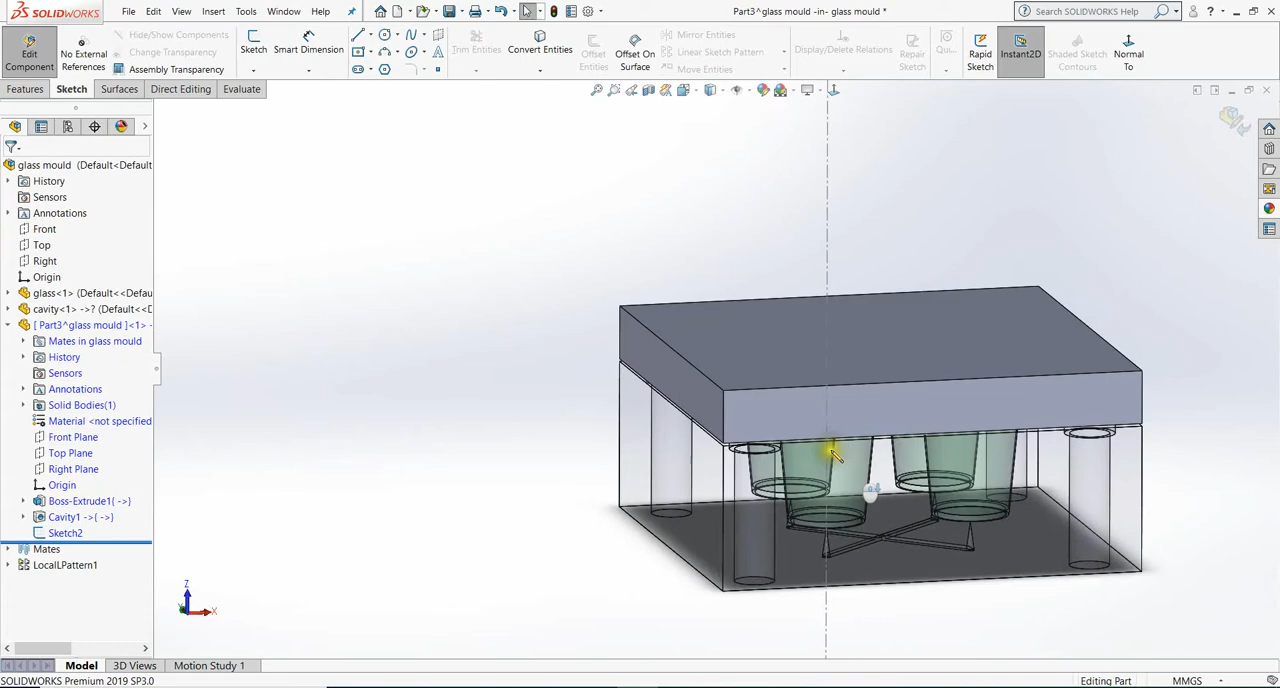 SOLIDWORKS
File
Edit
View
Insert
Tools
Window
Help
Part3^glass mould -in- glass mould *
Search SOLIDWORKS Help
Edit Component
No External References
Hide/Show Components
Change Transparency
Assembly Transparency
Sketch
Smart Dimension
Trim Entities
Convert Entities
Offset Entities
Offset On Surface
Mirror Entities
Linear Sketch Pattern
Move Entities
Display/Delete Relations
Repair Sketch
Qu...
Rapid Sketch
Instant2D
Shaded Sketch Contours
Normal To
Features
Sketch
Surfaces
Direct Editing
Evaluate
glass mould (Default<Default
History
Sensors
Annotations
Front
Top
Right
Origin
glass<1> (Default<<Defau
cavity<1> ->? (Default<<D
[ Part3^glass mould ]<1> -
Mates in glass mould
History
Sensors
Annotations
Solid Bodies(1)
Material <not specified
Front Plane
Top Plane
Right Plane
Origin
Boss-Extrude1{ ->}
Cavity1 ->{ ->}
Sketch2
Mates
LocalLPattern1
Z
X
Model
3D Views
Motion Study 1
SOLIDWORKS Premium 2019 SP3.0
Editing Part
MMGS